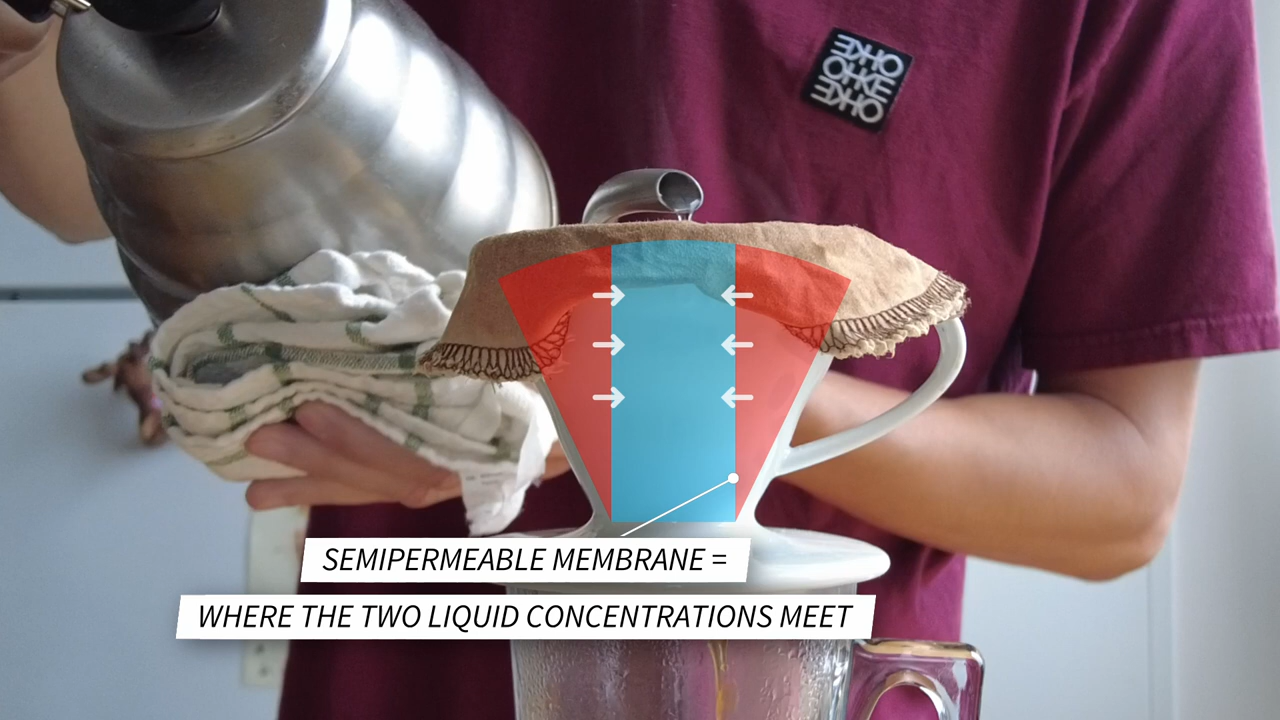 SEMIPERMEABLE MEMBRANE =
WHERE THE TWO LIQUID CONCENTRATIONS MEET